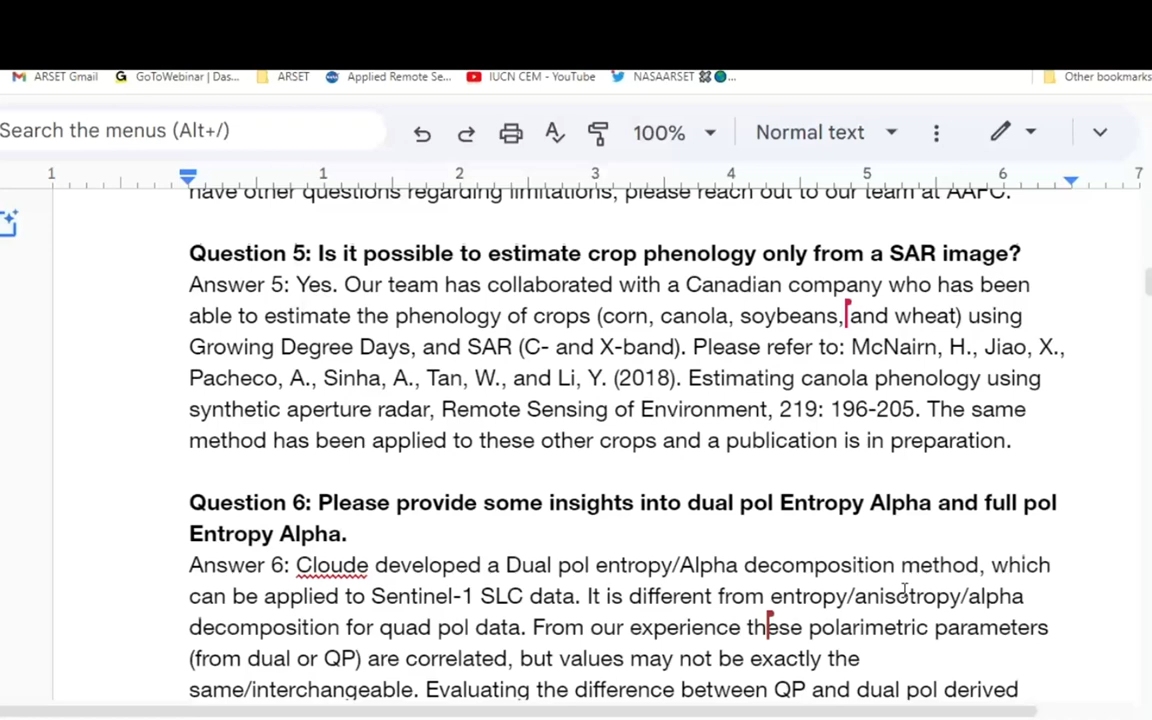 ARSET Gmail GoToWebinar | Das... ARSET Applied Remote Se... IUCN CEM - YouTube NASAARSET 🛰🌎... Other bookmarks
Search the menus (Alt+/) 100% Normal text
1 1 2 3 4 5 6 7
have other questions regarding limitations, please reach out to our team at AAFC.
Question 5: Is it possible to estimate crop phenology only from a SAR image?
Answer 5: Yes. Our team has collaborated with a Canadian company who has been
able to estimate the phenology of crops (corn, canola, soybeans, and wheat) using
Growing Degree Days, and SAR (C- and X-band). Please refer to: McNairn, H., Jiao, X.,
Pacheco, A., Sinha, A., Tan, W., and Li, Y. (2018). Estimating canola phenology using
synthetic aperture radar, Remote Sensing of Environment, 219: 196-205. The same
method has been applied to these other crops and a publication is in preparation.
Question 6: Please provide some insights into dual pol Entropy Alpha and full pol
Entropy Alpha.
Answer 6: Cloude developed a Dual pol entropy/Alpha decomposition method, which
can be applied to Sentinel-1 SLC data. It is different from entropy/anisotropy/alpha
decomposition for quad pol data. From our experience these polarimetric parameters
(from dual or QP) are correlated, but values may not be exactly the
same/interchangeable. Evaluating the difference between QP and dual pol derived